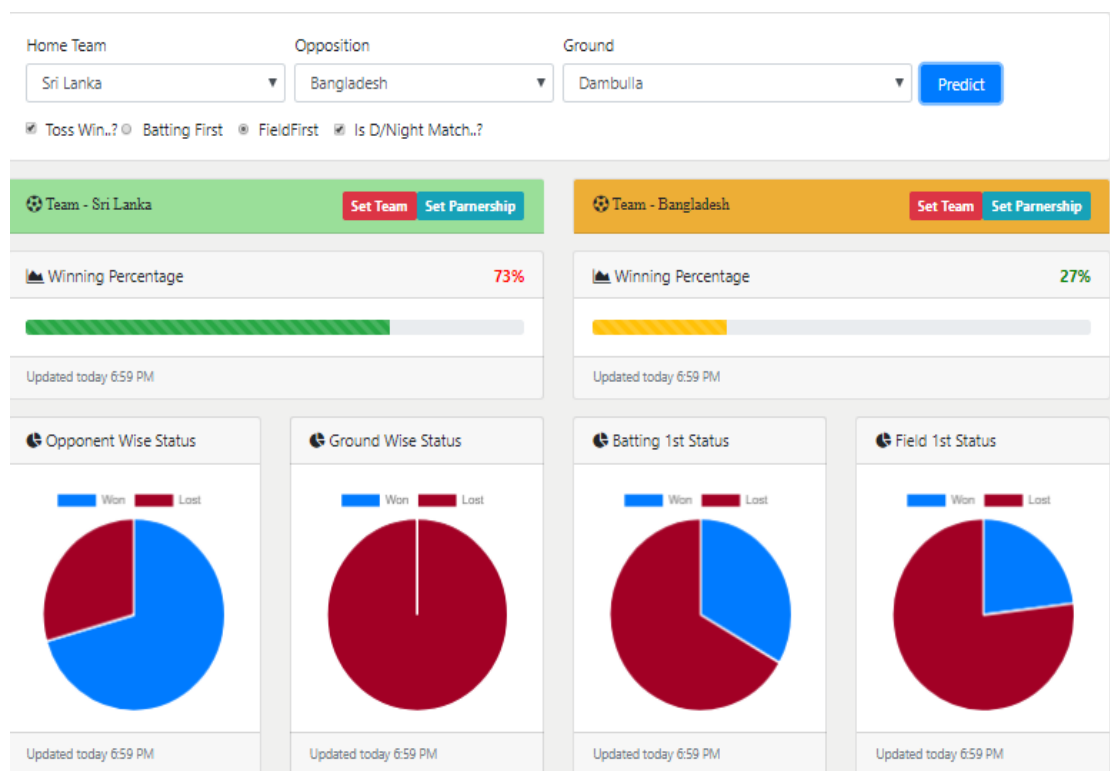 Home Team Opposition Ground
Sri Lanka Bangladesh Dambulla Predict
Toss Win..? Batting First FieldFirst Is D/Night Match..?
Team - Sri Lanka Set Team Set Parnership
Team - Bangladesh Set Team Set Parnership
Winning Percentage 73%
Winning Percentage 27%
Updated today 6:59 PM
Updated today 6:59 PM
Opponent Wise Status
Won Lost
Updated today 6:59 PM
Ground Wise Status
Won Lost
Updated today 6:59 PM
Batting 1st Status
Won Lost
Updated today 6:59 PM
Field 1st Status
Won Lost
Updated today 6:59 PM